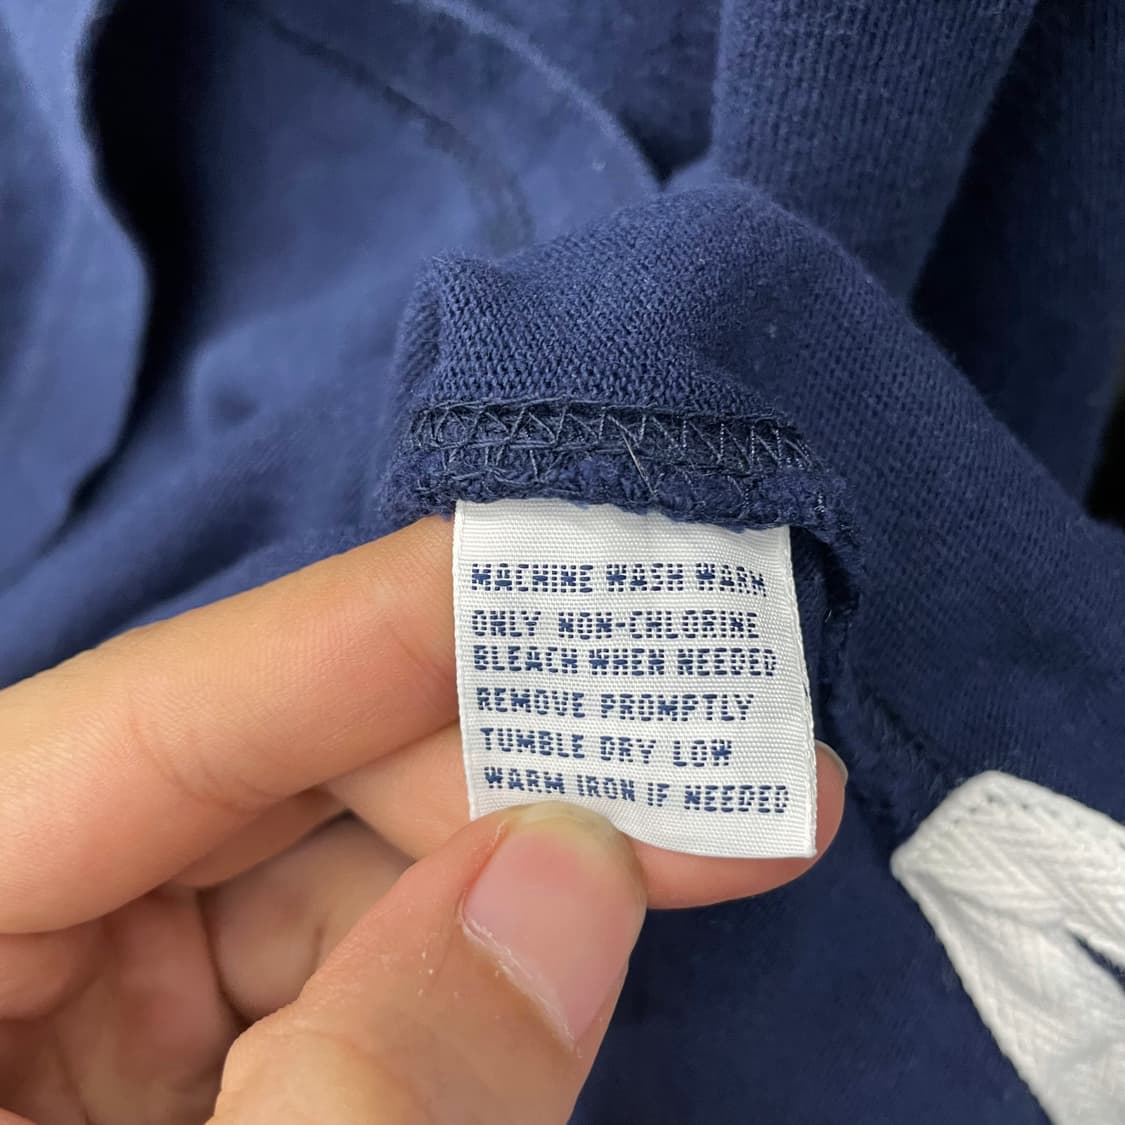 MACHINE WASH WARM
ONLY NON-CHLORINE
BLEACH WHEN NEEDED
REMOVE PROMPTLY
TUMBLE DRY LOW
WARM IRON IF NEEDED